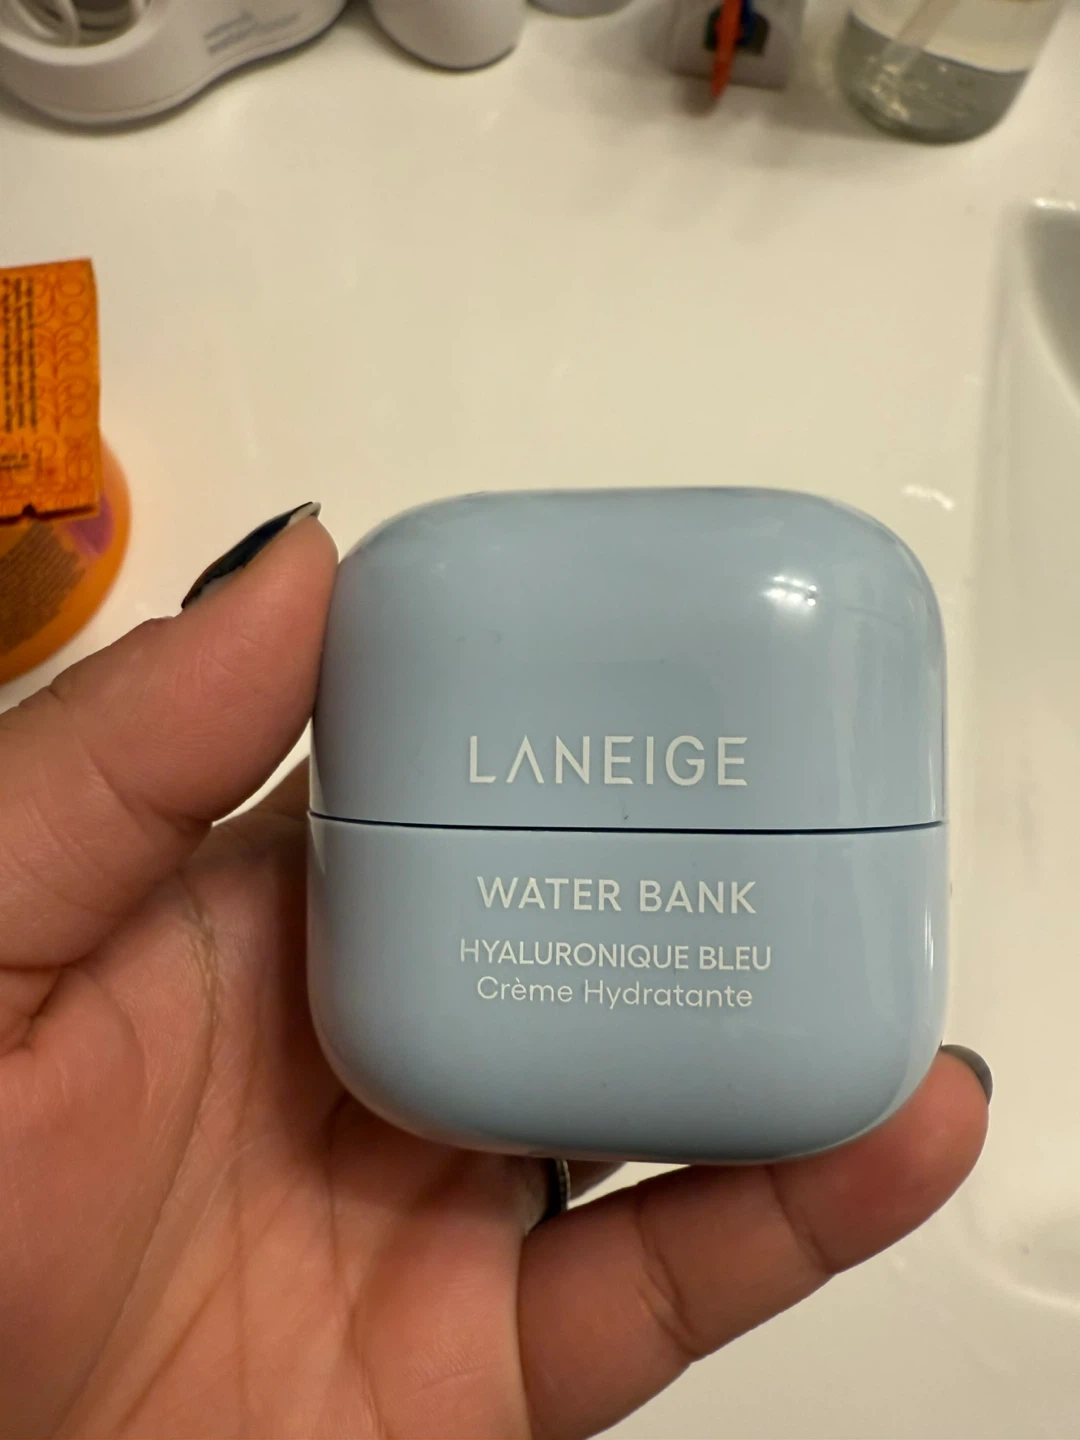 LANEIGE
WATER BANK
HYALURONIQUE BLEU
Crème Hydratante